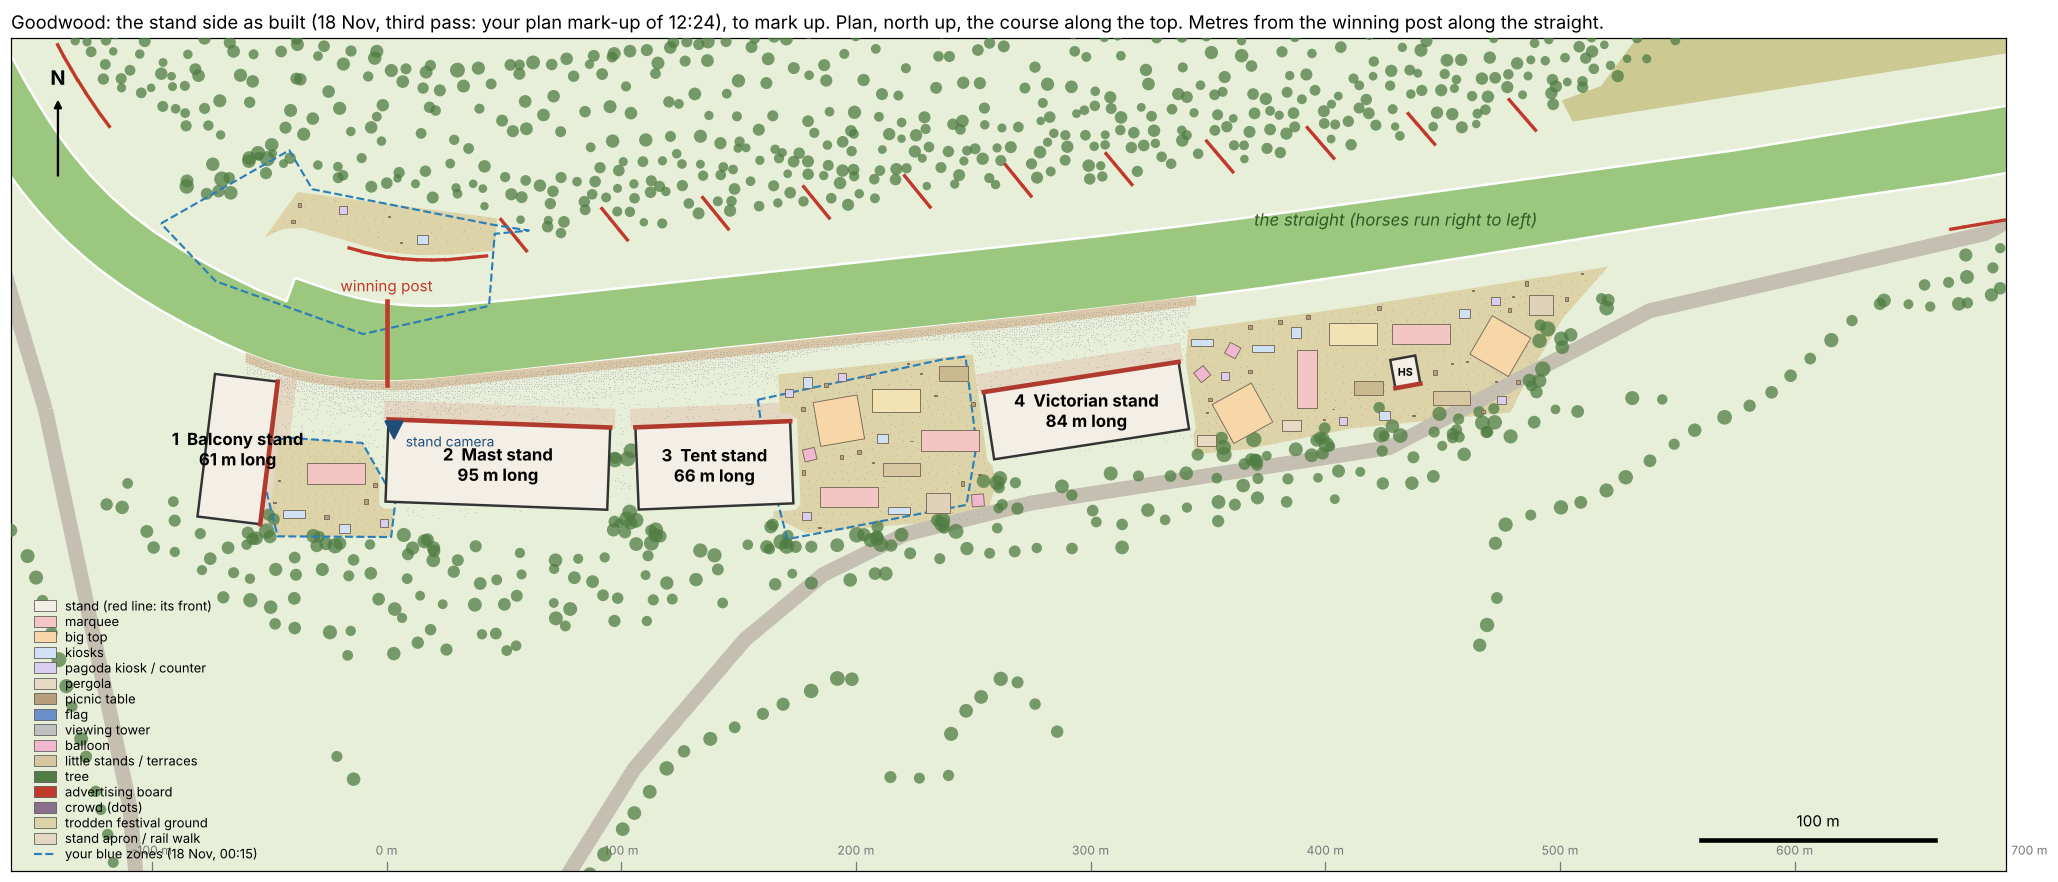 Goodwood: the stand side as built (18 Nov, third pass: your plan mark-up of 12:24), to mark up. Plan, north up, the course along the top. Metres from the winning post along the straight.
N
the straight (horses run right to left)
winning post
HS
4 Victorian stand
84 m long
1 Balcony stand
61 m long
stand camera
2 Mast stand
95 m long
3 Tent stand
66 m long
stand (red line: its front)
marquee
big top
kiosks
pagoda kiosk / counter
pergola
picnic table
flag
viewing tower
balloon
little stands / terraces
tree
advertising board
crowd (dots)
trodden festival ground
stand apron / rail walk
your blue zones (18 Nov, 00:15)
100 m
0 m
100 m
200 m
300 m
400 m
500 m
600 m
700 m